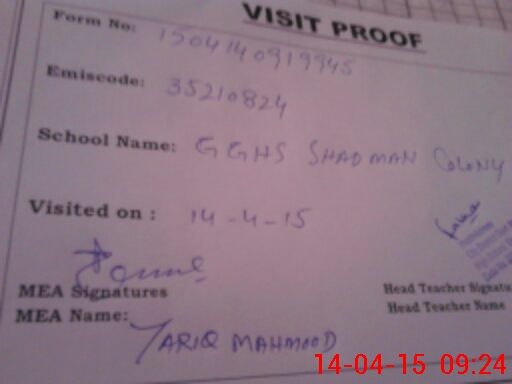 VISIT PROOF
Form No: 1504140919945
Emiscode: 35210824
School Name: GGHS SHADMAN COLONY
Visited on : 14-4-15
MEA Signatures
Head Teacher Signatu
MEA Name: TARIQ MAHMOOD
Head Teacher Name
14-04-15 09:24